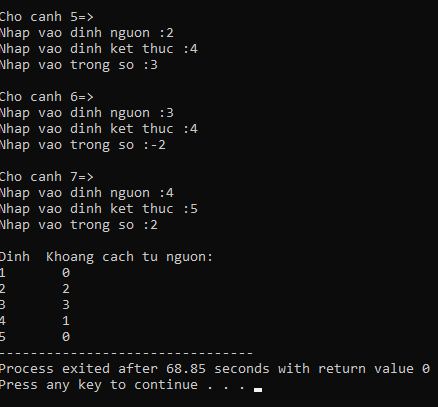 Cho canh 5=>
Nhap vao dinh nguon :2
Nhap vao dinh ket thuc :4
Nhap vao trong so :3
Cho canh 6=>
Nhap vao dinh nguon :3
Nhap vao dinh ket thuc :4
Nhap vao trong so :-2
Cho canh 7=>
Nhap vao dinh nguon :4
Nhap vao dinh ket thuc :5
Nhap vao trong so :2
Dinh  Khoang cach tu nguon:
1       0
2       2
3       3
4       1
5       0
--------------------------------
Process exited after 68.85 seconds with return value 0
Press any key to continue . . .